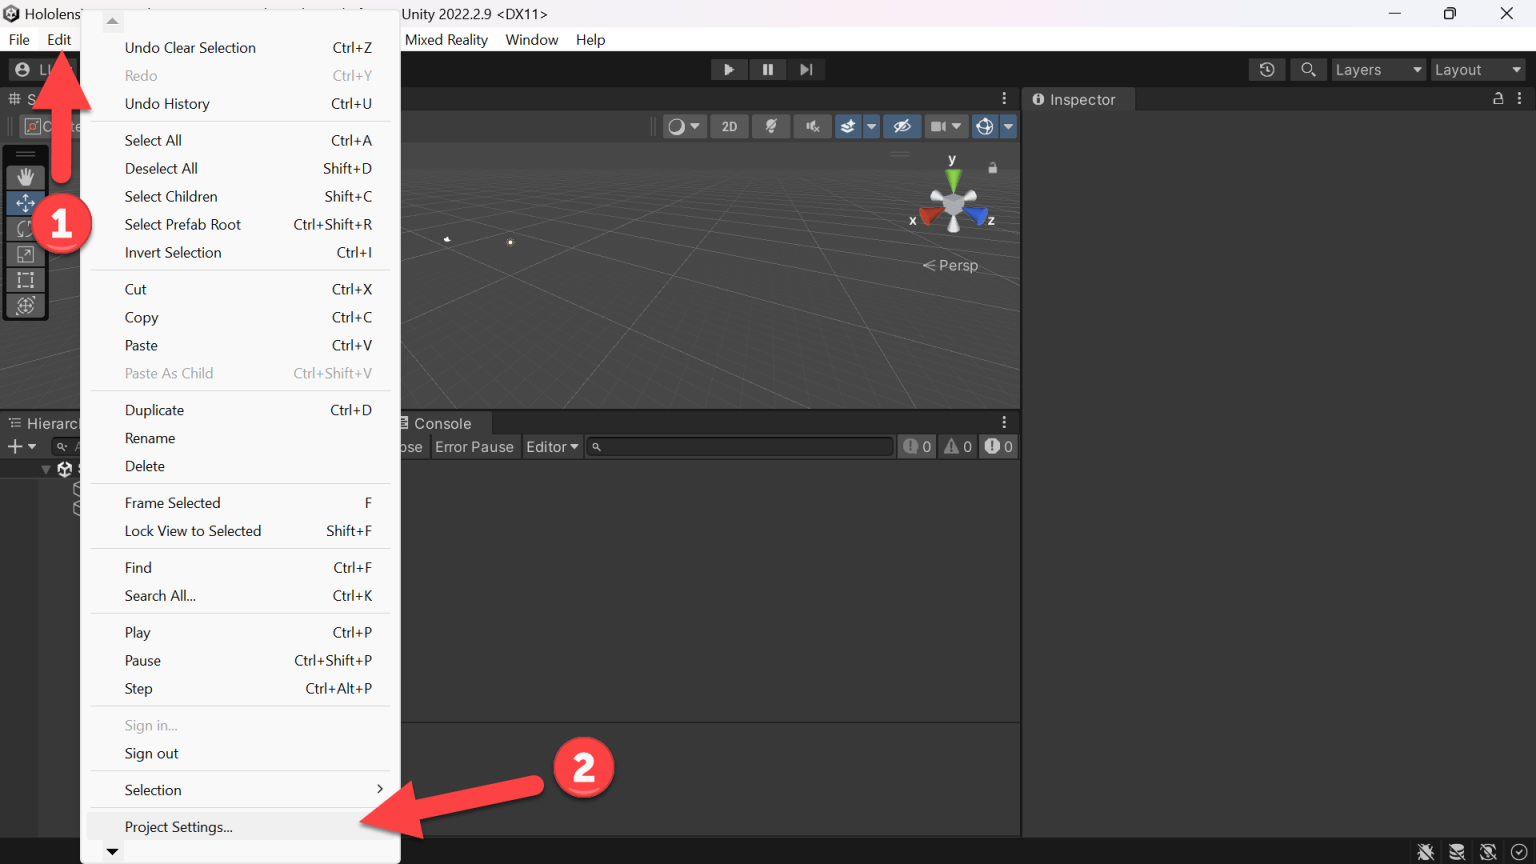 Hololens
Unity 2022.2.9 <DX11>
File Edit
Mixed Reality Window Help
Layers Layout
Inspector
2D
y
x
z
Persp
1
Undo Clear Selection Ctrl+Z
Redo Ctrl+Y
Undo History Ctrl+U
Select All Ctrl+A
Deselect All Shift+D
Select Children Shift+C
Select Prefab Root Ctrl+Shift+R
Invert Selection Ctrl+I
Cut Ctrl+X
Copy Ctrl+C
Paste Ctrl+V
Paste As Child Ctrl+Shift+V
Duplicate Ctrl+D
Rename
Delete
Frame Selected F
Lock View to Selected Shift+F
Find Ctrl+F
Search All... Ctrl+K
Play Ctrl+P
Pause Ctrl+Shift+P
Step Ctrl+Alt+P
Sign in...
Sign out
Selection
Project Settings...
Hierarc
Console
ose Error Pause Editor 0 0 0
2